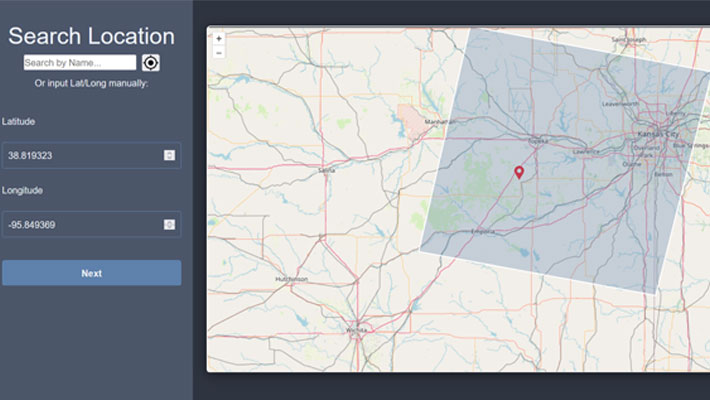 Search Location
Search by Name...
Or input Lat/Long manually:
Latitude
38.819323
Longitude
-95.849369
Next
+
−
Saint Joseph
Leavenworth
Manhattan
Liberty
Kansas City
Topeka
Blue Springs
Lawrence
Overland
Park
Olathe
Belton
Salina
Emporia
Hutchinson
Wichita